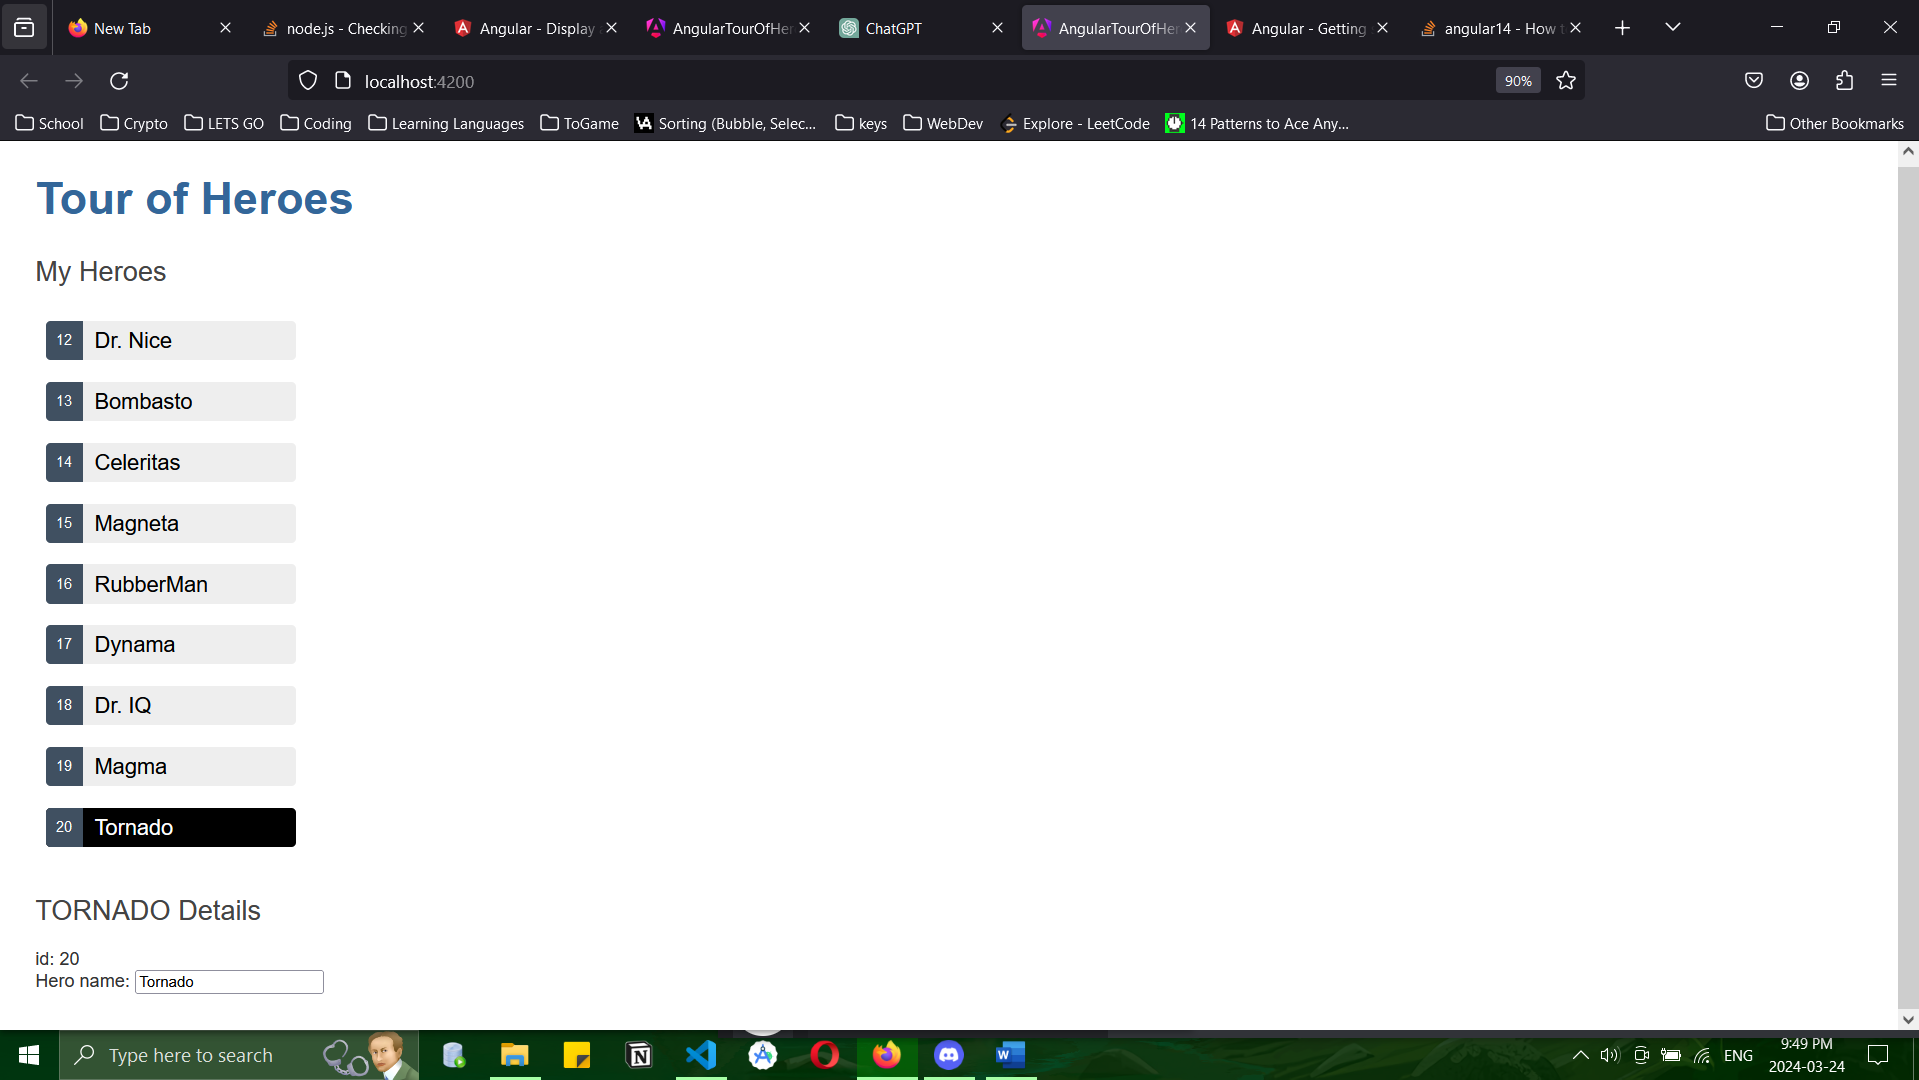 New Tab
node.js - Checking
Angular - Display
AngularTourOfHer
ChatGPT
AngularTourOfHer
Angular - Getting
angular14 - How t
localhost:4200
90%
School
Crypto
LETS GO
Coding
Learning Languages
ToGame
VA
Sorting (Bubble, Selec...
keys
WebDev
Explore - LeetCode
14 Patterns to Ace Any...
Other Bookmarks
Tour of Heroes
My Heroes
12 Dr. Nice
13 Bombasto
14 Celeritas
15 Magneta
16 RubberMan
17 Dynama
18 Dr. IQ
19 Magma
20 Tornado
TORNADO Details
id: 20
Hero name: Tornado
Type here to search
ENG
9:49 PM
2024-03-24